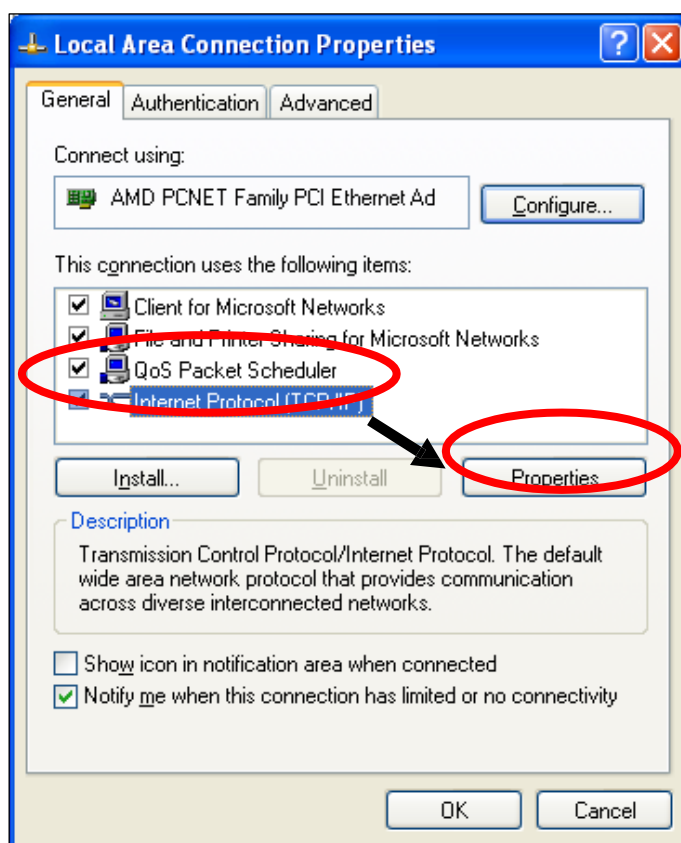 Local Area Connection Properties
General Authentication Advanced
Connect using:
AMD PCNET Family PCI Ethernet Ad
Configure...
This connection uses the following items:
Client for Microsoft Networks
File and Printer Sharing for Microsoft Networks
QoS Packet Scheduler
Internet Protocol (TCP/IP)
Install... Uninstall Properties
Description
Transmission Control Protocol/Internet Protocol. The default
wide area network protocol that provides communication
across diverse interconnected networks.
Show icon in notification area when connected
Notify me when this connection has limited or no connectivity
OK Cancel